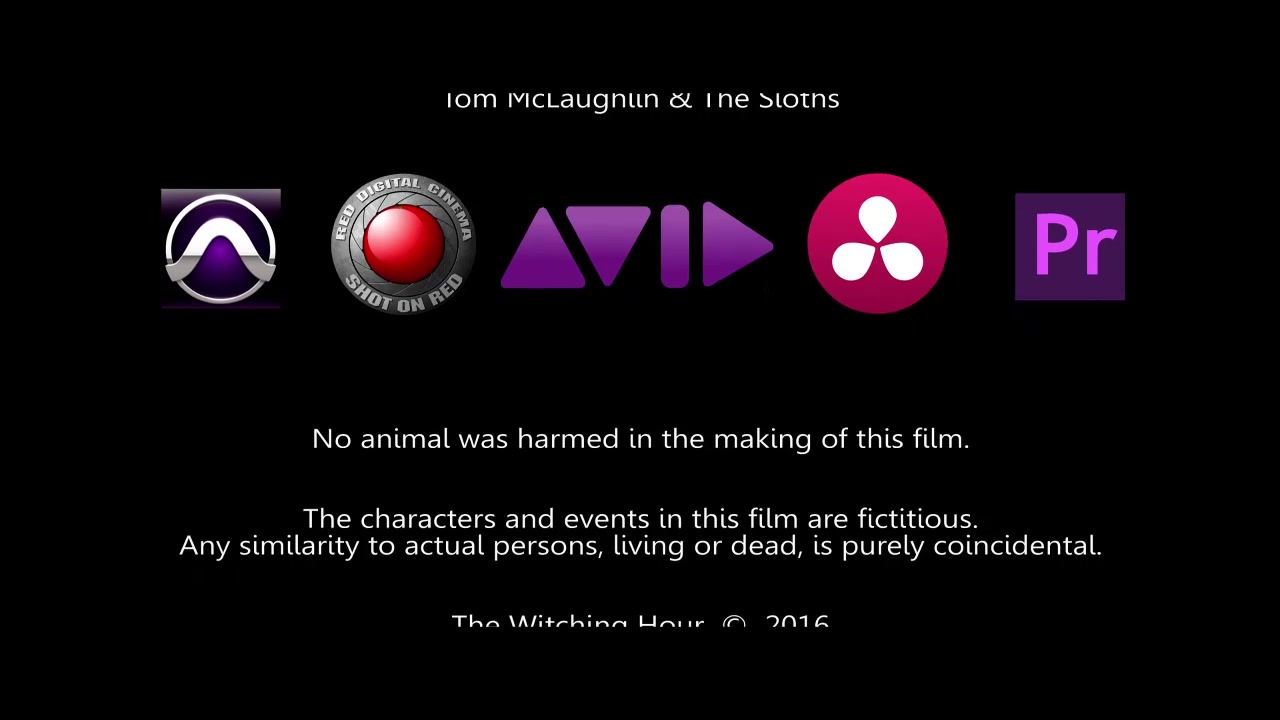 Tom McLaughlin & The Sloths
RED DIGITAL CINEMA
SHOT ON RED
AVID
Pr
No animal was harmed in the making of this film.
The characters and events in this film are fictitious.
Any similarity to actual persons, living or dead, is purely coincidental.
The Witching Hour © 2016